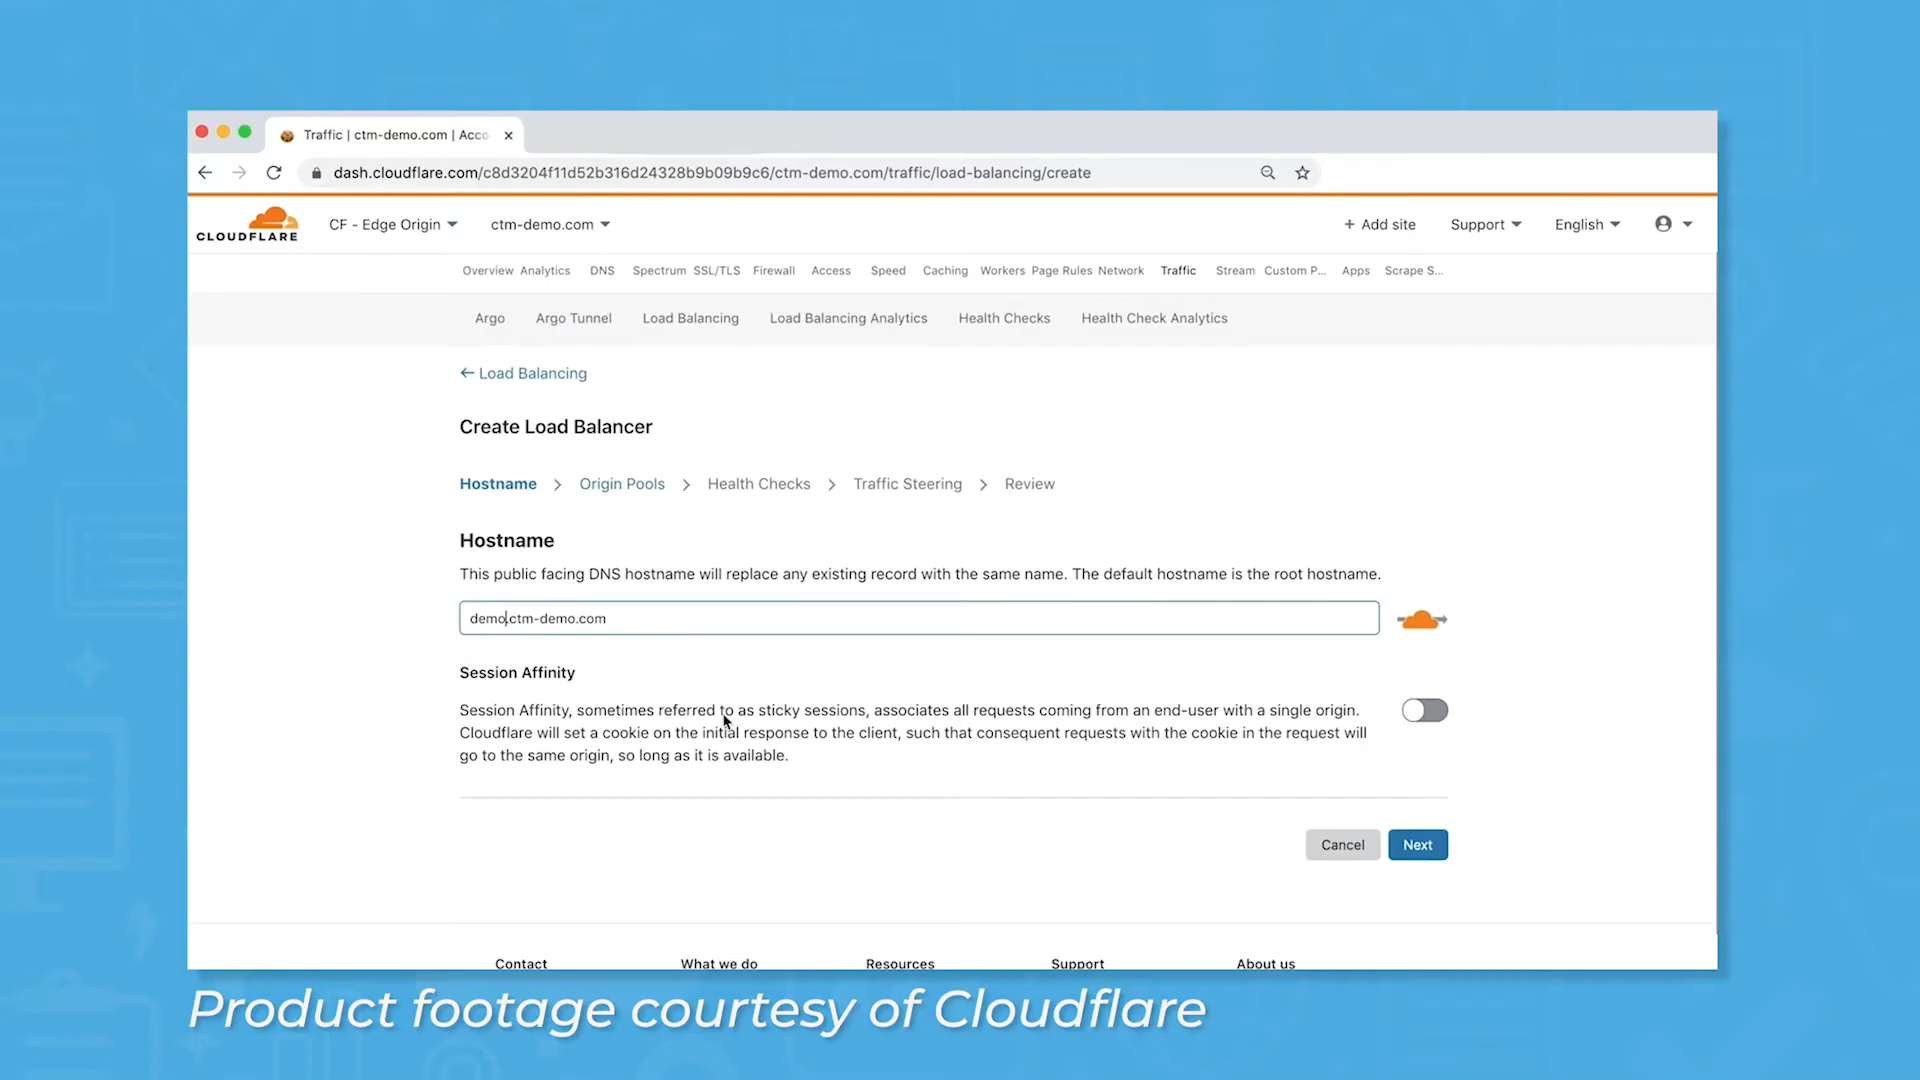 Traffic | ctm-demo.com | Acco
dash.cloudflare.com/c8d3204f11d52b316d24328b9b09b9c6/ctm-demo.com/traffic/load-balancing/create
CLOUDFLARE
CF - Edge Origin
ctm-demo.com
+ Add site
Support
English
Overview Analytics DNS Spectrum SSL/TLS Firewall Access Speed Caching Workers Page Rules Network Traffic Stream Custom P... Apps Scrape S...
Argo Argo Tunnel Load Balancing Load Balancing Analytics Health Checks Health Check Analytics
← Load Balancing
Create Load Balancer
Hostname > Origin Pools > Health Checks > Traffic Steering > Review
Hostname
This public facing DNS hostname will replace any existing record with the same name. The default hostname is the root hostname.
demo.ctm-demo.com
Session Affinity
Session Affinity, sometimes referred to as sticky sessions, associates all requests coming from an end-user with a single origin.
Cloudflare will set a cookie on the initial response to the client, such that consequent requests with the cookie in the request will
go to the same origin, so long as it is available.
Cancel Next
Contact What we do Resources Support About us
Product footage courtesy of Cloudflare